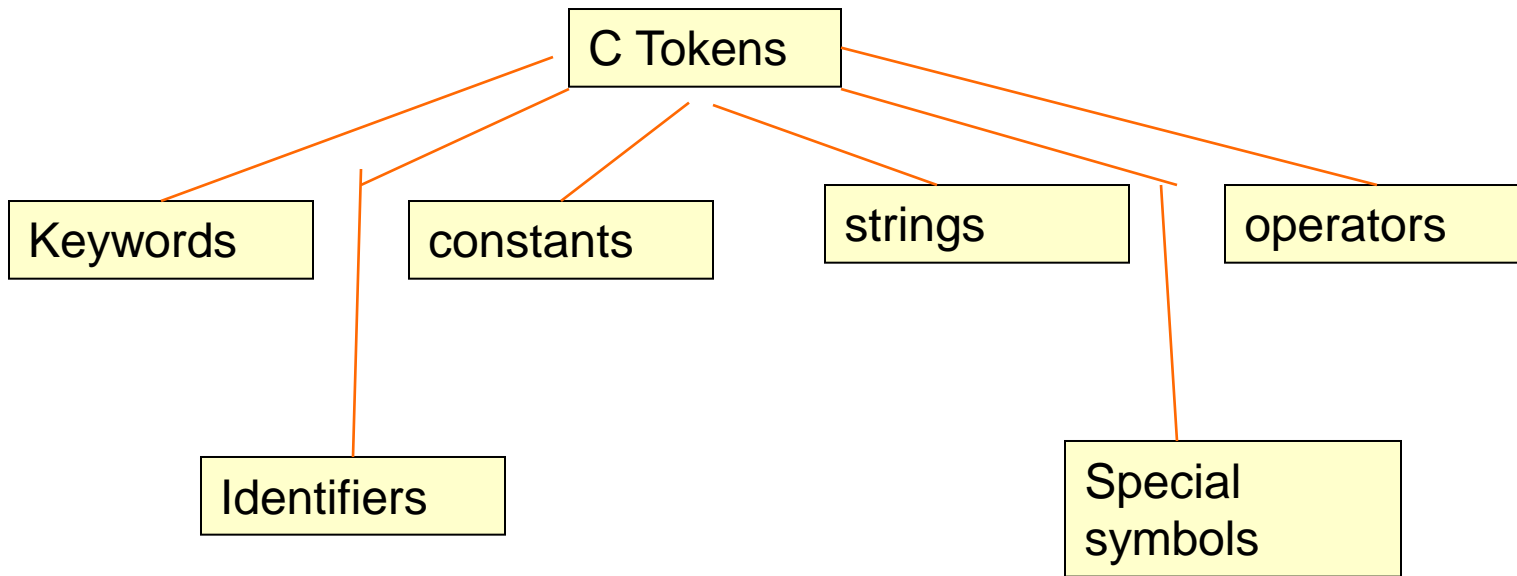 C Tokens
Keywords
constants
strings
operators
Identifiers
Special
symbols